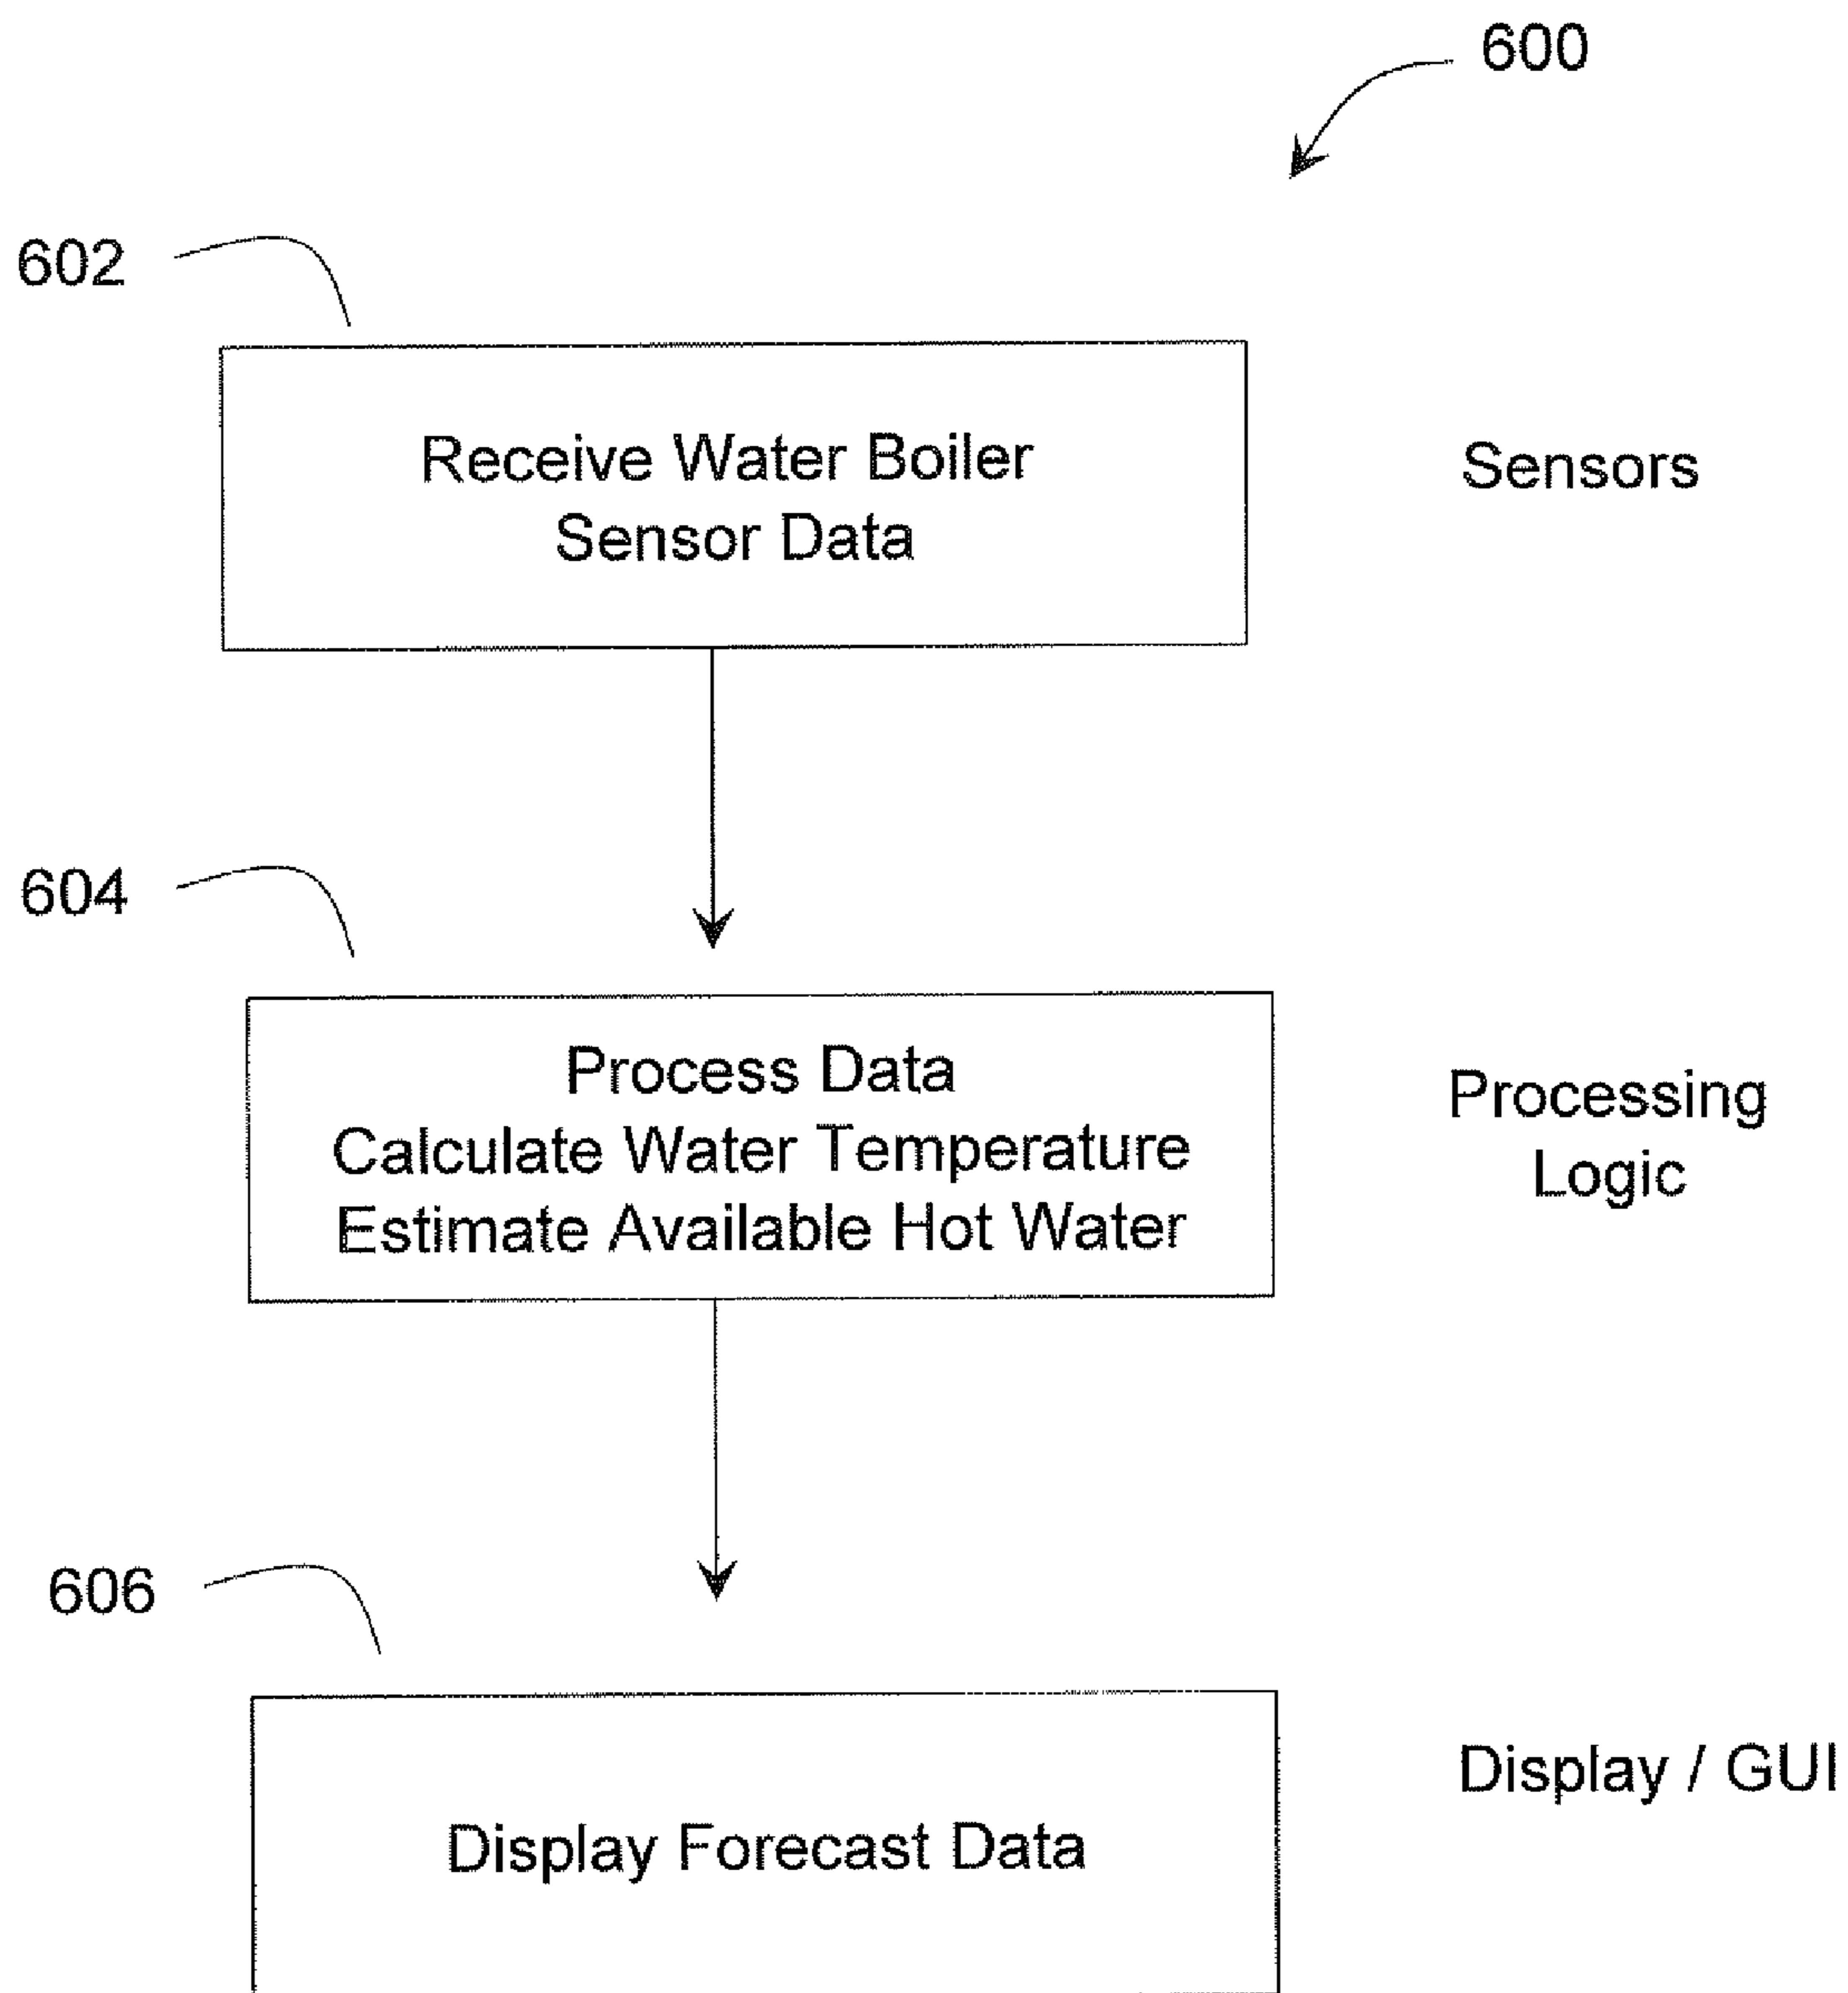 600
602
Receive Water Boiler
Sensor Data
Sensors
604
Process Data
Calculate Water Temperature
Estimate Available Hot Water
Processing
Logic
606
Display Forecast Data
Display / GUI